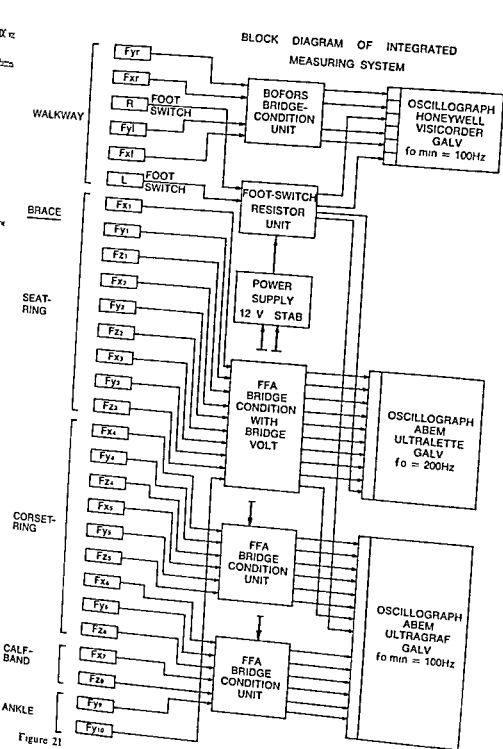 BLOCK DIAGRAM OF INTEGRATED
MEASURING SYSTEM
WALKWAY
Fyr
Fxr
R
FOOT
SWITCH
Fyl
Fxl
L
FOOT
SWITCH
BRACE
SEAT-
RING
Fx1
Fy1
Fz1
Fx2
Fy2
Fz2
Fx3
Fy3
Fz3
CORSET-
RING
Fx4
Fy4
Fz4
Fx5
Fy5
Fz5
Fx6
Fy6
Fz6
CALF-
BAND
Fx7
Fz8
ANKLE
Fy9
Fy10
BOFORS
BRIDGE-
CONDITION
UNIT
FOOT-SWITCH
RESISTOR
UNIT
POWER
SUPPLY
12 V STAB
FFA
BRIDGE
CONDITION
WITH
BRIDGE
VOLT
FFA
BRIDGE
CONDITION
UNIT
FFA
BRIDGE
CONDITION
UNIT
OSCILLOGRAPH
HONEYWELL
VISICORDER
GALV
fo min = 100Hz
OSCILLOGRAPH
ABEM
ULTRALETTE
GALV
fo = 200Hz
OSCILLOGRAPH
ABEM
ULTRAGRAF
GALV
fo min = 100Hz
Figure 21